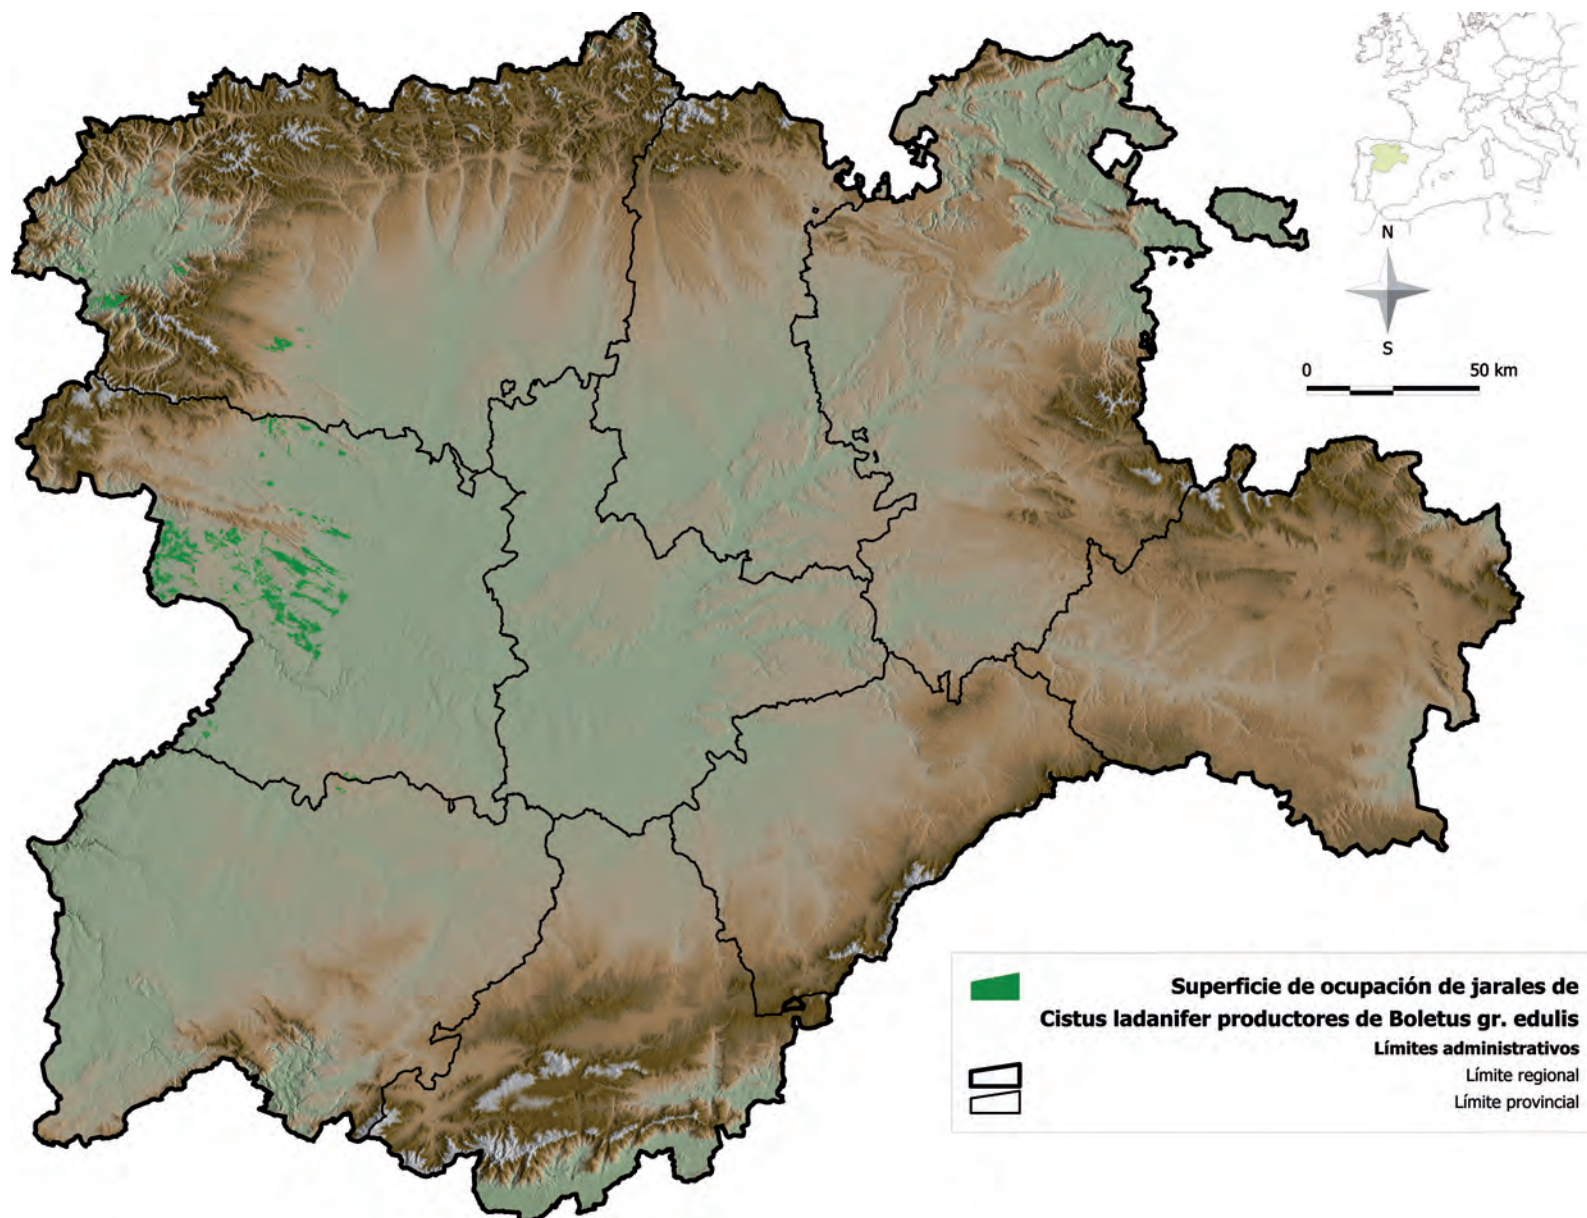 N
S
0 50 km
Superficie de ocupación de jarales de
Cistus ladanifer productores de Boletus gr. edulis
Límites administrativos
Límite regional
Límite provincial